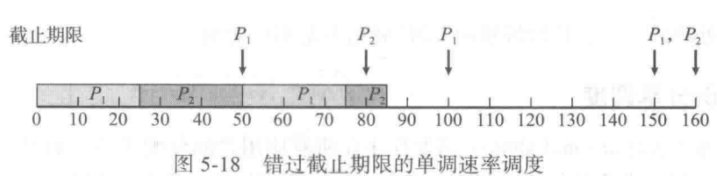 截止期限 P₁ P₂ P₁ P₁, P₂
P₁ P₂ P₁ P₂
0 10 20 30 40 50 60 70 80 90 100 110 120 130 140 150 160
图 5-18 错过截止期限的单调速率调度